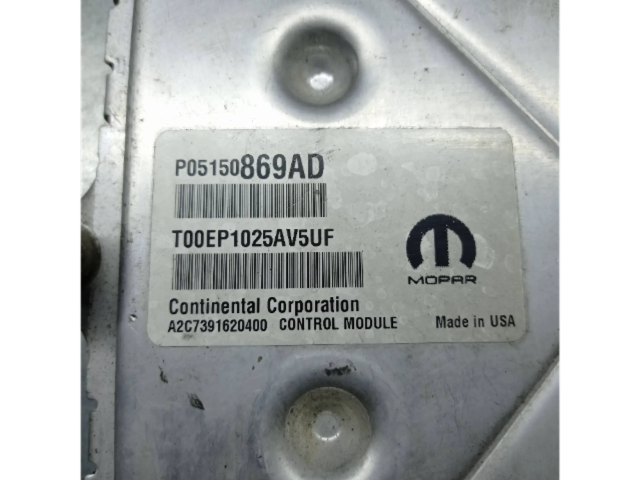 P05150869AD
T00EP1025AV5UF
MOPAR
Continental Corporation
A2C7391620400 CONTROL MODULE Made in USA